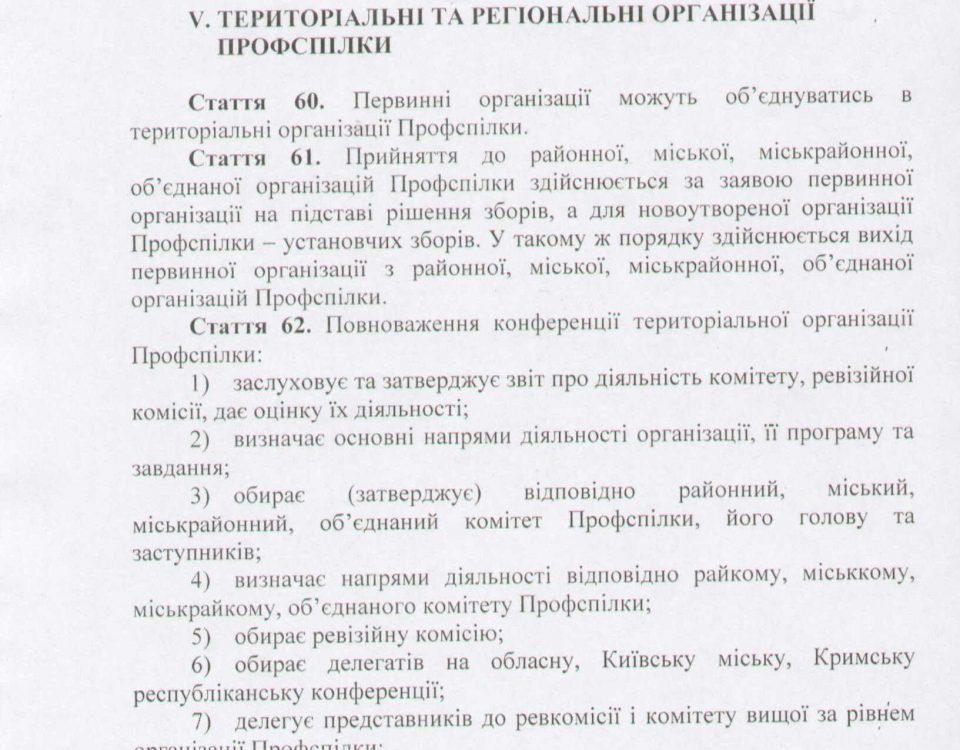 V. ТЕРИТОРІАЛЬНІ ТА РЕГІОНАЛЬНІ ОРГАНІЗАЦІЇ
ПРОФСПІЛКИ
Стаття 60. Первинні організації можуть об’єднуватись в
територіальні організації Профспілки.
Стаття 61. Прийняття до районної, міської, міськрайонної,
об’єднаної організацій Профспілки здійснюється за заявою первинної
організації на підставі рішення зборів, а для новоутвореної організації
Профспілки – установчих зборів. У такому ж порядку здійснюється вихід
первинної організації з районної, міської, міськрайонної, об’єднаної
організацій Профспілки.
Стаття 62. Повноваження конференції територіальної організації
Профспілки:
1) заслуховує та затверджує звіт про діяльність комітету, ревізійної
комісії, дає оцінку їх діяльності;
2) визначає основні напрями діяльності організації, її програму та
завдання;
3) обирає (затверджує) відповідно районний, міський,
міськрайонний, об’єднаний комітет Профспілки, його голову та
заступників;
4) визначає напрями діяльності відповідно райкому, міськкому,
міськрайкому, об’єднаного комітету Профспілки;
5) обирає ревізійну комісію;
6) обирає делегатів на обласну, Київську міську, Кримську
республіканську конференції;
7) делегує представників до ревкомісії і комітету вищої за рівнем
організації Профспілки;